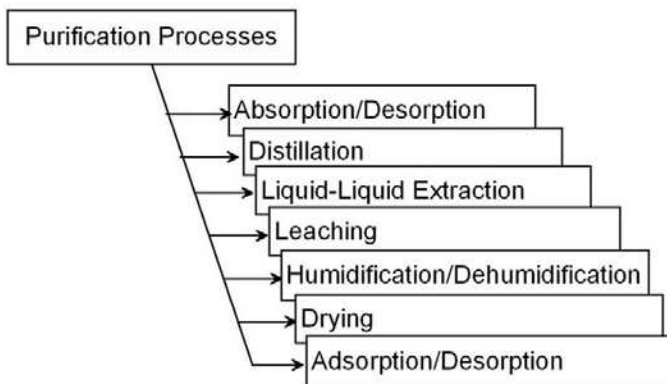 Purification Processes
Absorption/Desorption
Distillation
Liquid-Liquid Extraction
Leaching
Humidification/Dehumidification
Drying
Adsorption/Desorption